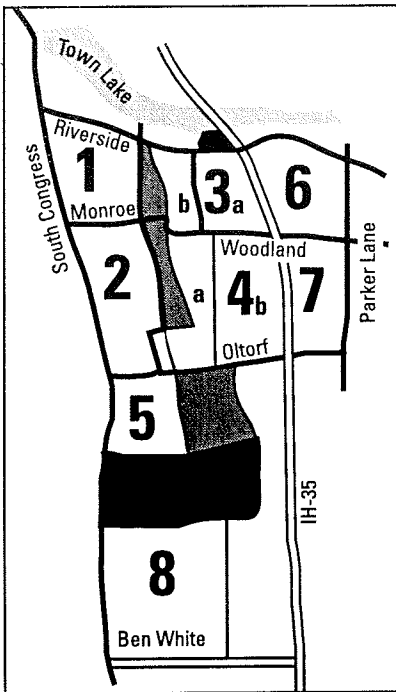 Town Lake
Riverside
1
b
3a
6
Monroe
South Congress
Woodland
2
a
4b
7
Parker Lane
Oltorf
5
IH-35
8
Ben White